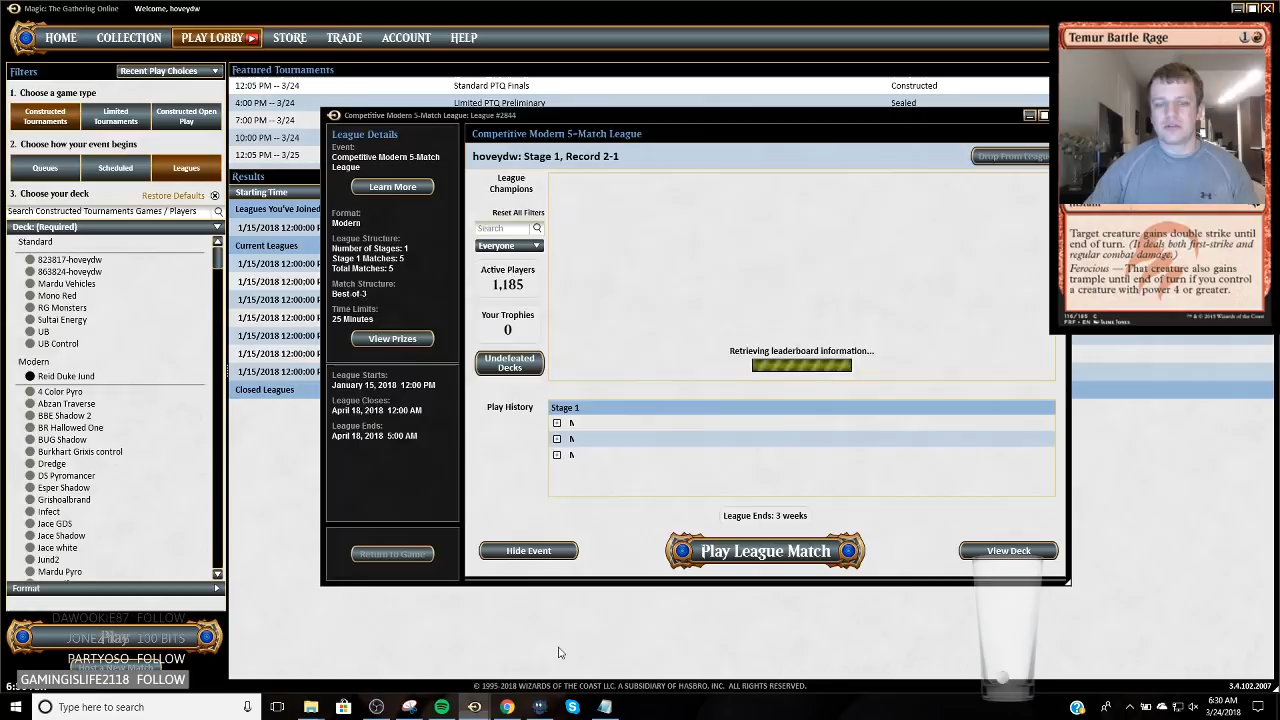 Magic: The Gathering Online
Welcome, hoveydw
HOME
COLLECTION
PLAY LOBBY
STORE
TRADE
ACCOUNT
HELP
Filters
Recent Play Choices
1. Choose a game type
Constructed Tournaments
Limited Tournaments
Constructed Open Play
2. Choose how your event begins
Queues
Scheduled
Leagues
3. Choose your deck
Restore Defaults
Search Constructed Tournaments Games / Players
Deck: (Required)
Standard
823817-hoveydw
863824-hoveydw
Mardu Vehicles
Mono Red
RG Monsters
Sultai Energy
UB
UB Control
Modern
Reid Duke Jund
4 Color Pyro
Abzan Traverse
BBE Shadow 2
BR Hallowed One
BUG Shadow
Burkhart Grixis control
Dredge
DS Pyromancer
Esper Shadow
Grishoalbrand
Infect
Jace GDS
Jace Shadow
Jace white
Jund2
Mardu Pyro
Format
DAWOOKIE87 FOLLOW
100 BITS
PARTYOSO FOLLOW
Host a New Match
GAMINGISLIFE2118 FOLLOW
Featured Tournaments
12:05 PM -- 3/24 Standard PTQ Finals Constructed
4:00 PM -- 3/24 Limited PTQ Preliminary Sealed
7:00 PM -- 3/24
10:00 PM -- 3/24
12:05 PM -- 3/25
Results
Starting Time
Leagues You've Joined
1/15/2018 12:00:00 P
Current Leagues
1/15/2018 12:00:00 P
1/15/2018 12:00:00 P
1/15/2018 12:00:00 P
1/15/2018 12:00:00 P
1/15/2018 12:00:00 P
1/15/2018 12:00:00 P
1/15/2018 12:00:00 P
Closed Leagues
Competitive Modern 5-Match League: League #2844
League Details
Event:
Competitive Modern 5-Match
League
Learn More
Format:
Modern
League Structure:
Number of Stages: 1
Stage 1 Matches: 5
Total Matches: 5
Match Structure:
Best-of-3
Time Limits:
25 Minutes
View Prizes
League Starts:
January 15, 2018 12:00 PM
League Closes:
April 18, 2018 12:00 AM
League Ends:
April 18, 2018 5:00 AM
Return to Game
Competitive Modern 5-Match League
hoveydw: Stage 1, Record 2-1
Drop From League
League
Champions
Reset All Filters
Search
Everyone
Active Players
1,185
Your Trophies
0
Undefeated
Decks
Retrieving leaderboard information...
Play History
Stage 1
M
M
M
League Ends: 3 weeks
Hide Event
Play League Match
View Deck
Temur Battle Rage 1
Instant
Target creature gains double strike until
end of turn. (It deals both first-strike and
regular combat damage.)
Ferocious — That creature also gains
trample until end of turn if you control
a creature with power 4 or greater.
116/185 C
© 1995-2018 WIZARDS OF THE COAST LLC. A SUBSIDIARY OF HASBRO, INC. ALL RIGHTS RESERVED.
3.4.102.2007
Type here to search
6:30 AM
3/24/2018